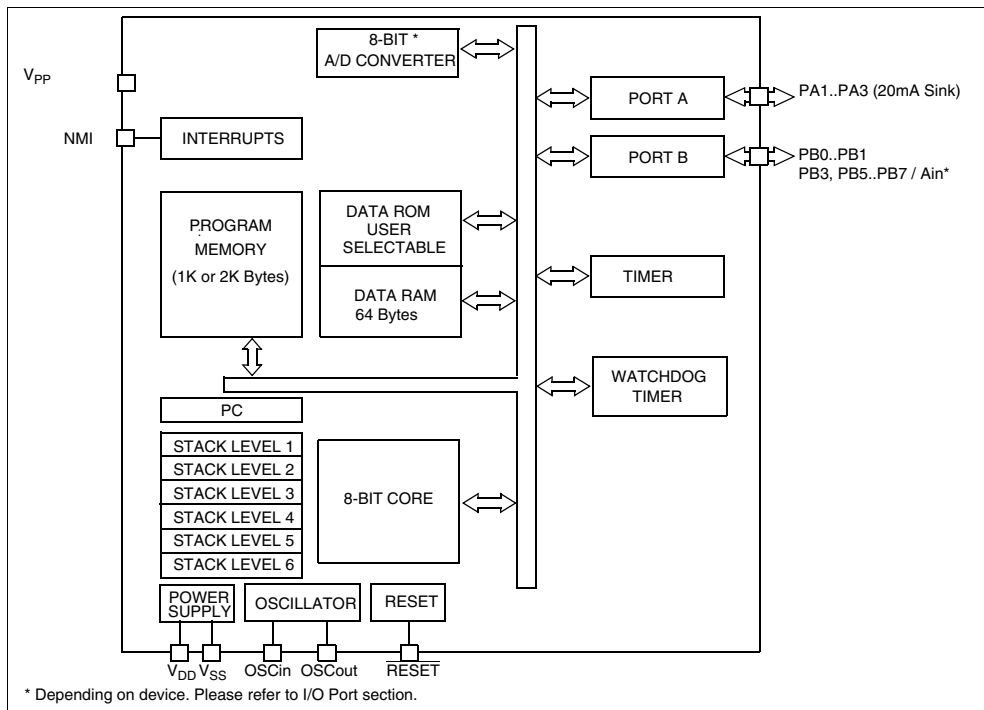 8-BIT *
A/D CONVERTER
VPP
PORT A
PA1..PA3 (20mA Sink)
NMI
INTERRUPTS
PORT B
PB0..PB1
PB3, PB5..PB7 / Ain*
PROGRAM
MEMORY
(1K or 2K Bytes)
DATA ROM
USER
SELECTABLE
DATA RAM
64 Bytes
TIMER
WATCHDOG
TIMER
PC
STACK LEVEL 1
STACK LEVEL 2
STACK LEVEL 3
STACK LEVEL 4
STACK LEVEL 5
STACK LEVEL 6
8-BIT CORE
POWER
SUPPLY
OSCILLATOR
RESET
VDD VSS OSCin OSCout RESET
* Depending on device. Please refer to I/O Port section.